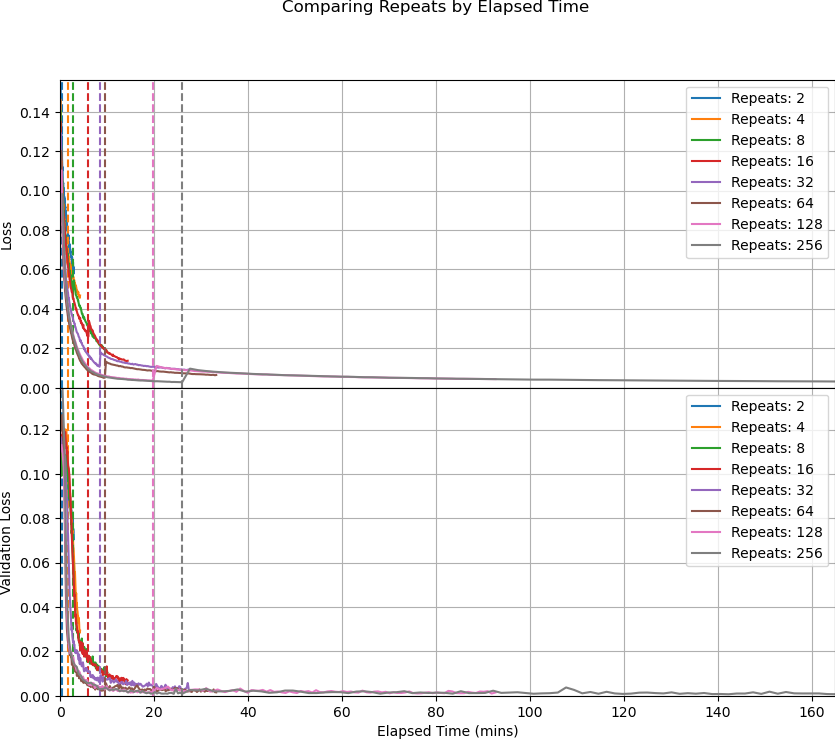 Comparing Repeats by Elapsed Time
0.14
0.12
0.10
0.08
0.06
0.04
0.02
0.00
Loss
Repeats: 2
Repeats: 4
Repeats: 8
Repeats: 16
Repeats: 32
Repeats: 64
Repeats: 128
Repeats: 256
0.12
0.10
0.08
0.06
0.04
0.02
0.00
Validation Loss
Repeats: 2
Repeats: 4
Repeats: 8
Repeats: 16
Repeats: 32
Repeats: 64
Repeats: 128
Repeats: 256
0 20 40 60 80 100 120 140 160
Elapsed Time (mins)